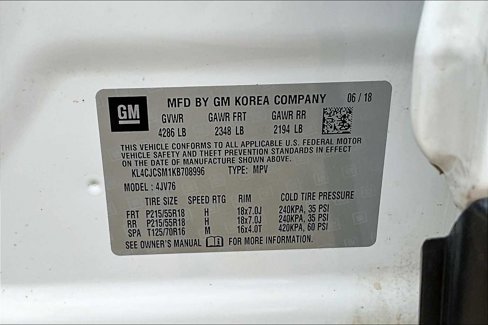 GM MFD BY GM KOREA COMPANY 06 / 18
GVWR GAWR FRT GAWR RR
4286 LB 2348 LB 2194 LB
THIS VEHICLE CONFORMS TO ALL APPLICABLE U.S. FEDERAL MOTOR
VEHICLE SAFETY AND THEFT PREVENTION STANDARDS IN EFFECT ON
THE DATE OF MANUFACTURE SHOWN ABOVE.
KL4CJCSM1KB708996 TYPE: MPV
MODEL : 4JV76
TIRE SIZE SPEED RTG RIM COLD TIRE PRESSURE
FRT P215/55R18 H 18x7.0J 240KPA, 35 PSI
RR P215/55R18 H 18x7.0J 240KPA, 35 PSI
SPA T125/70R16 M 16x4.0T 420KPA, 60 PSI
SEE OWNER'S MANUAL FOR MORE INFORMATION.